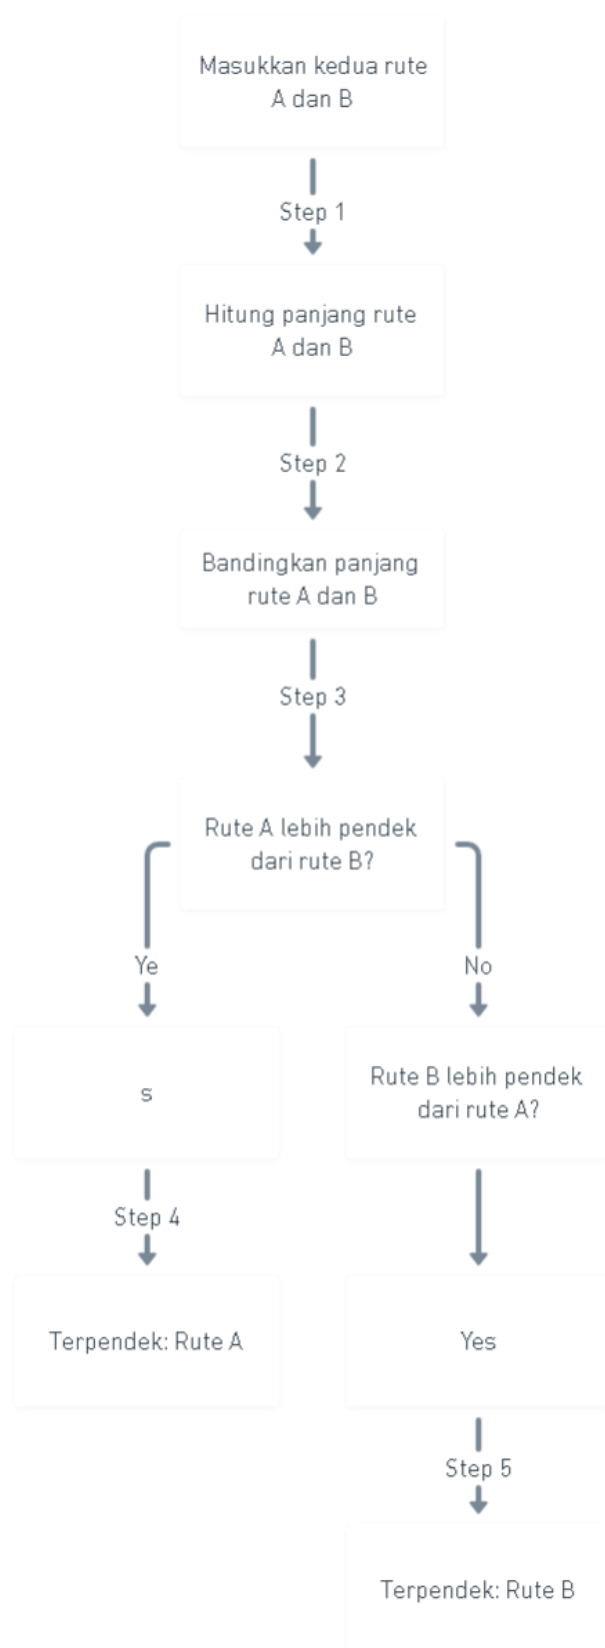 Masukkan kedua rute
A dan B
Step 1
Hitung panjang rute
A dan B
Step 2
Bandingkan panjang
rute A dan B
Step 3
Rute A lebih pendek
dari rute B?
Ye
No
s
Rute B lebih pendek
dari rute A?
Step 4
Terpendek: Rute A
Yes
Step 5
Terpendek: Rute B